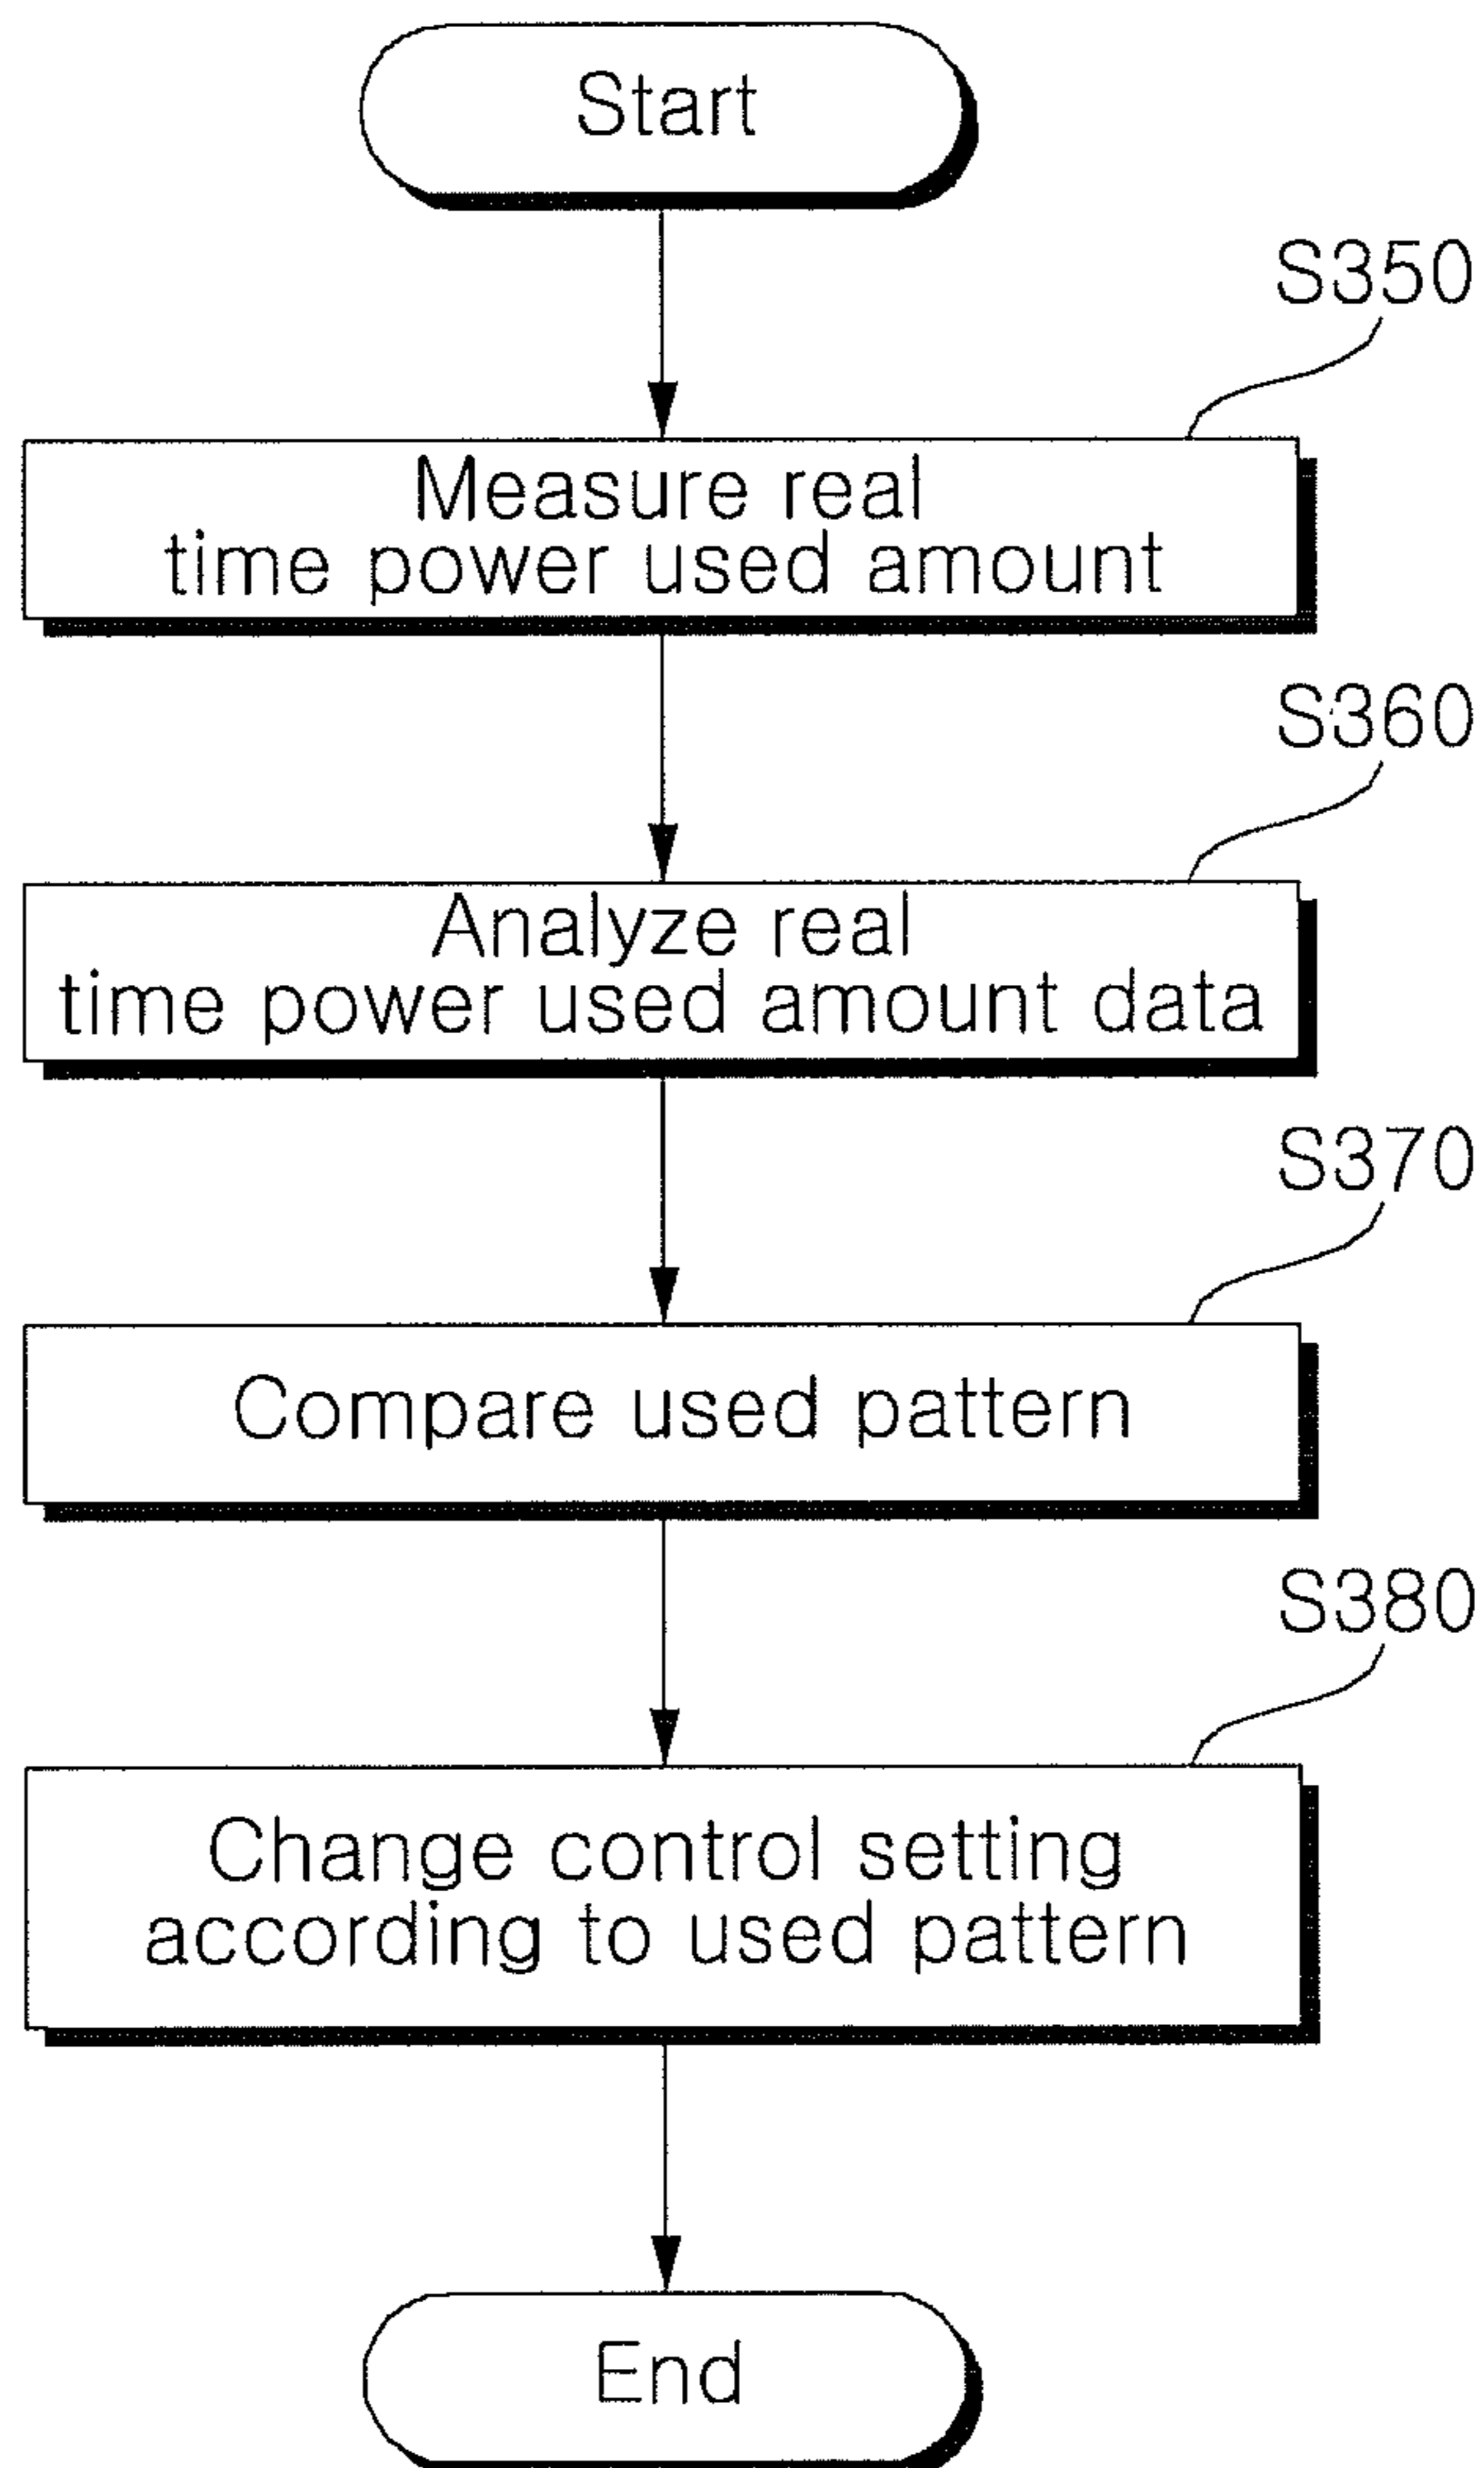 Start
S350
Measure real
time power used amount
S360
Analyze real
time power used amount data
S370
Compare used pattern
S380
Change control setting
according to used pattern
End